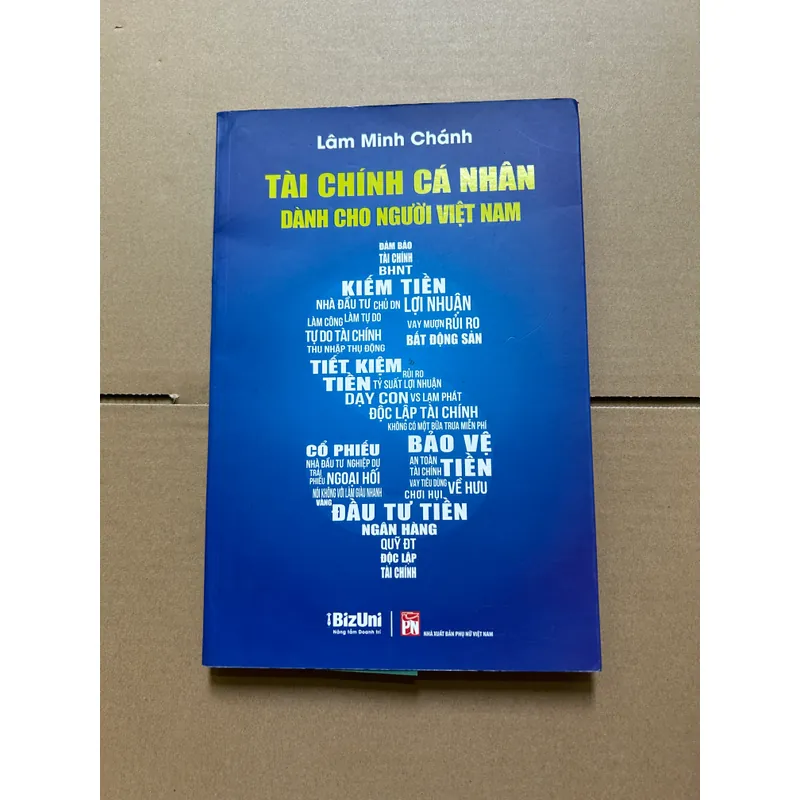 Lâm Minh Chánh
TÀI CHÍNH CÁ NHÂN
DÀNH CHO NGƯỜI VIỆT NAM
ĐẢM BẢO
TÀI CHÍNH
BHNT
KIẾM TIỀN
NHÀ ĐẦU TƯ CHỦ DN LỢI NHUẬN
LÀM CÔNG LÀM TỰ DO VAY MƯỢN RỦI RO
TỰ DO TÀI CHÍNH BẤT ĐỘNG SẢN
THU NHẬP THỤ ĐỘNG
TIẾT KIỆM RỦI RO
TIỀN TỶ SUẤT LỢI NHUẬN
DẠY CON VS LẠM PHÁT
ĐỘC LẬP TÀI CHÍNH
KHÔNG CÓ MỘT BỮA TRƯA MIỄN PHÍ
CỔ PHIẾU BẢO VỆ
NHÀ ĐẦU TƯ NGHIỆP DƯ AN TOÀN TÀI CHÍNH TIỀN
TRÁI PHIẾU NGOẠI HỐI VAY TIÊU DÙNG VỀ HƯU
NÓI KHÔNG VỚI LÀM GIÀU NHANH CHƠI HỤI
VÀNG
ĐẦU TƯ TIỀN
NGÂN HÀNG
QUỸ ĐT
ĐỘC LẬP
TÀI CHÍNH
BizUni
Nâng tầm Doanh trí
PN
NHÀ XUẤT BẢN PHỤ NỮ VIỆT NAM